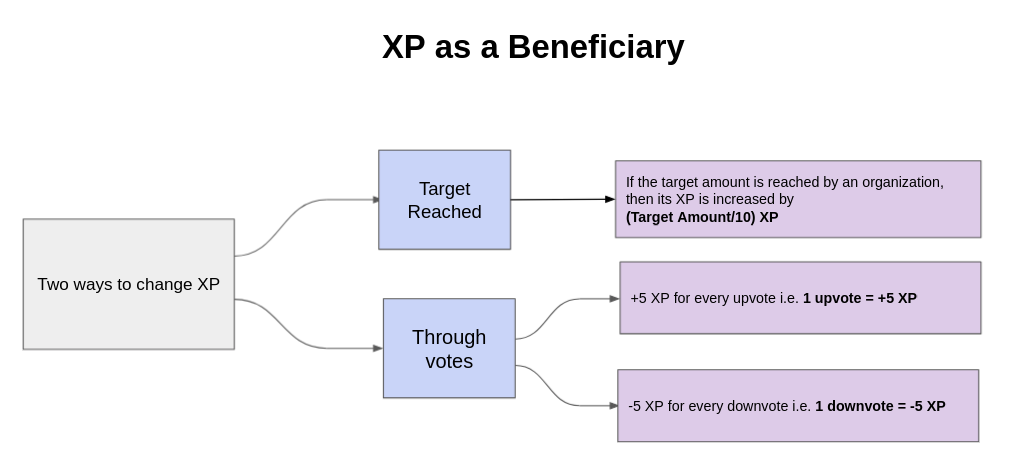 XP as a Beneficiary
Two ways to change XP
Target
Reached
If the target amount is reached by an organization,
then its XP is increased by
(Target Amount/10) XP
Through
votes
+5 XP for every upvote i.e. 1 upvote = +5 XP
-5 XP for every downvote i.e. 1 downvote = -5 XP